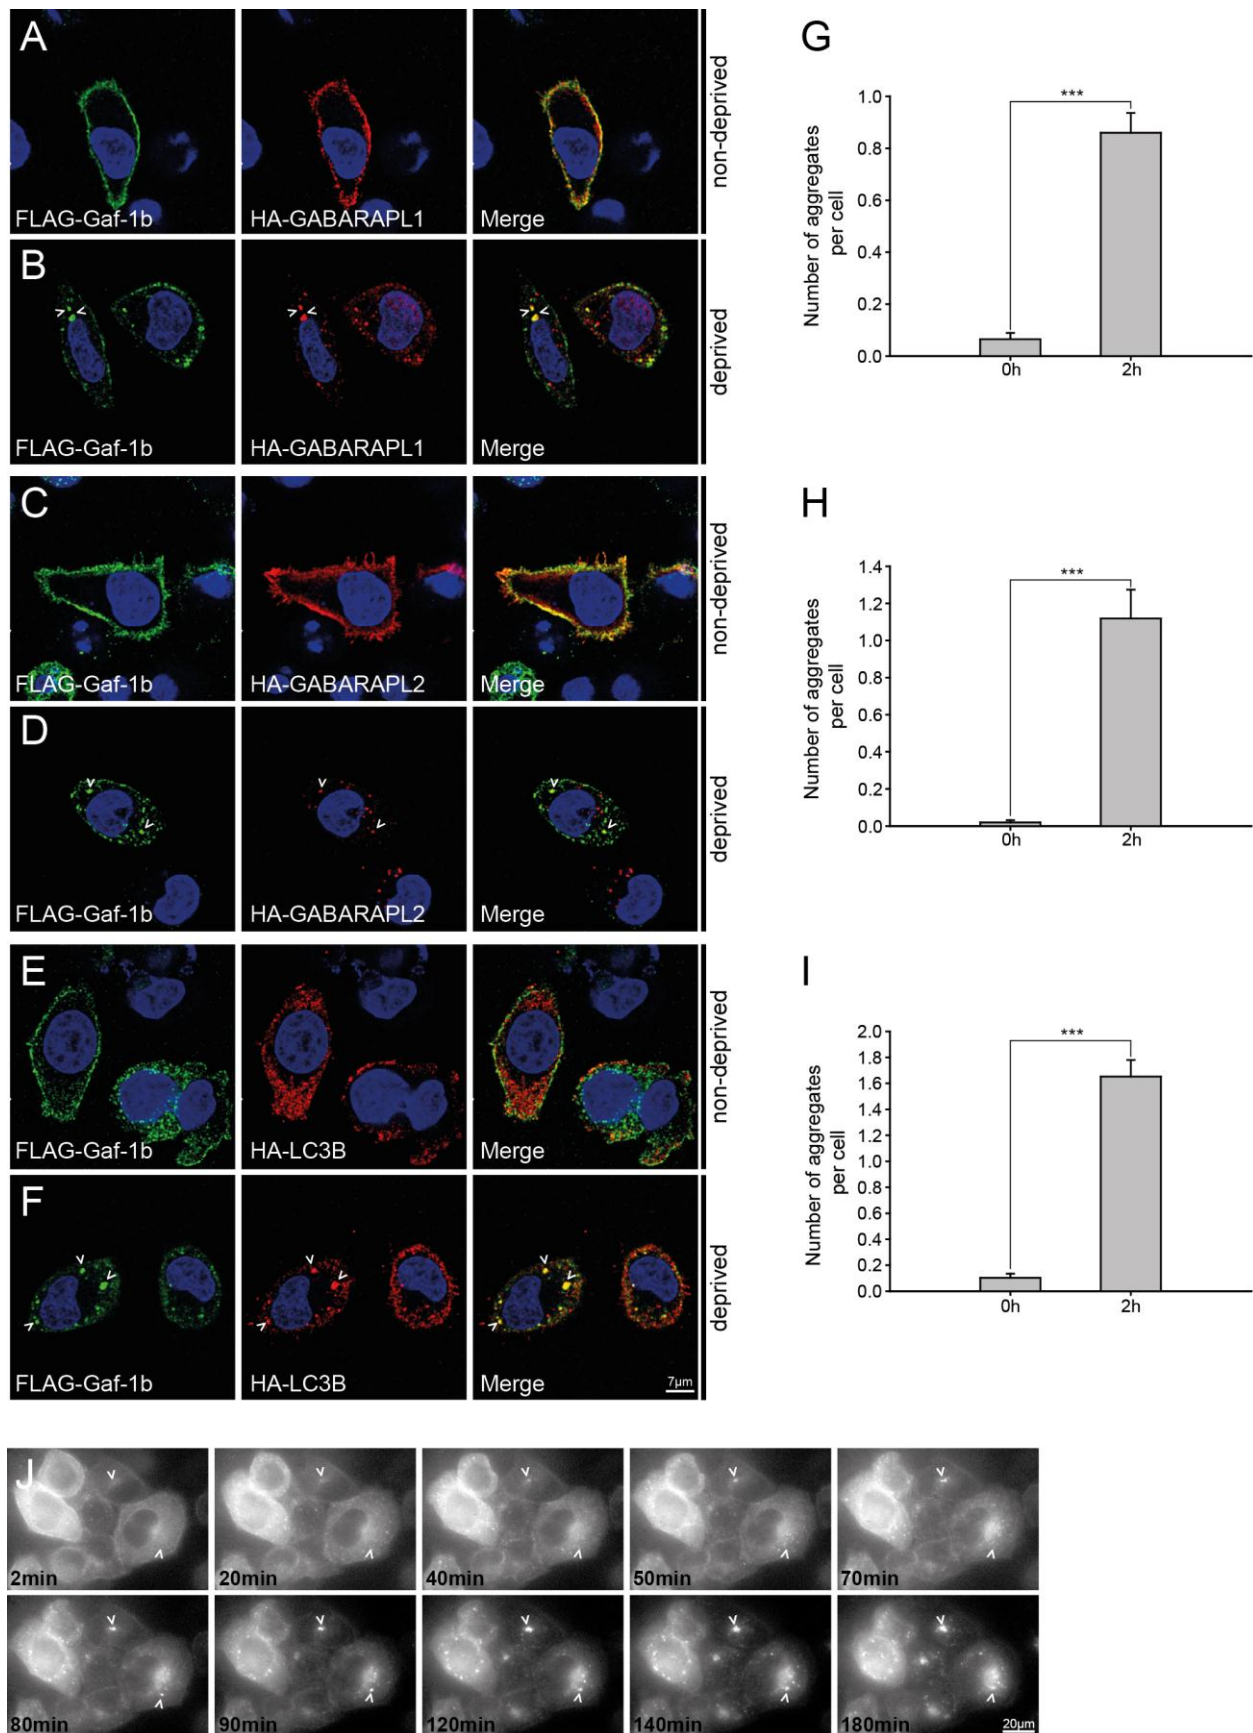 A
FLAG-Gaf-1b
HA-GABARAPL1
Merge
non-deprived
B
FLAG-Gaf-1b
HA-GABARAPL1
Merge
deprived
C
FLAG-Gaf-1b
HA-GABARAPL2
Merge
non-deprived
D
FLAG-Gaf-1b
HA-GABARAPL2
Merge
deprived
E
FLAG-Gaf-1b
HA-LC3B
Merge
non-deprived
F
FLAG-Gaf-1b
HA-LC3B
Merge
7µm
deprived
G
Number of aggregates
per cell
1.0
0.8
0.6
0.4
0.2
0.0
***
0h
2h
H
Number of aggregates
per cell
1.4
1.2
1.0
0.8
0.6
0.4
0.2
0.0
***
0h
2h
I
Number of aggregates
per cell
2.0
1.8
1.6
1.4
1.2
1.0
0.8
0.6
0.4
0.2
0.0
***
0h
2h
J
2min
20min
40min
50min
70min
80min
90min
120min
140min
180min
20µm